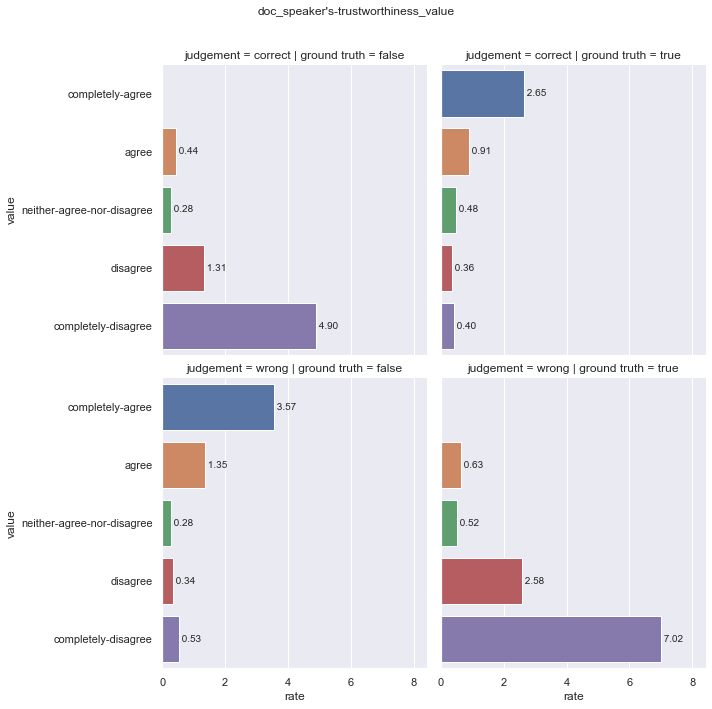 doc_speaker's-trustworthiness_value
judgement = correct | ground truth = false
judgement = correct | ground truth = true
completely-agree
2.65
agree
0.44
0.91
neither-agree-nor-disagree
0.28
0.48
value
disagree
1.31
0.36
completely-disagree
4.90
0.40
judgement = wrong | ground truth = false
judgement = wrong | ground truth = true
completely-agree
3.57
agree
1.35
0.63
neither-agree-nor-disagree
0.28
0.52
value
disagree
0.34
2.58
completely-disagree
0.53
7.02
0 2 4 6 8
0 2 4 6 8
rate
rate